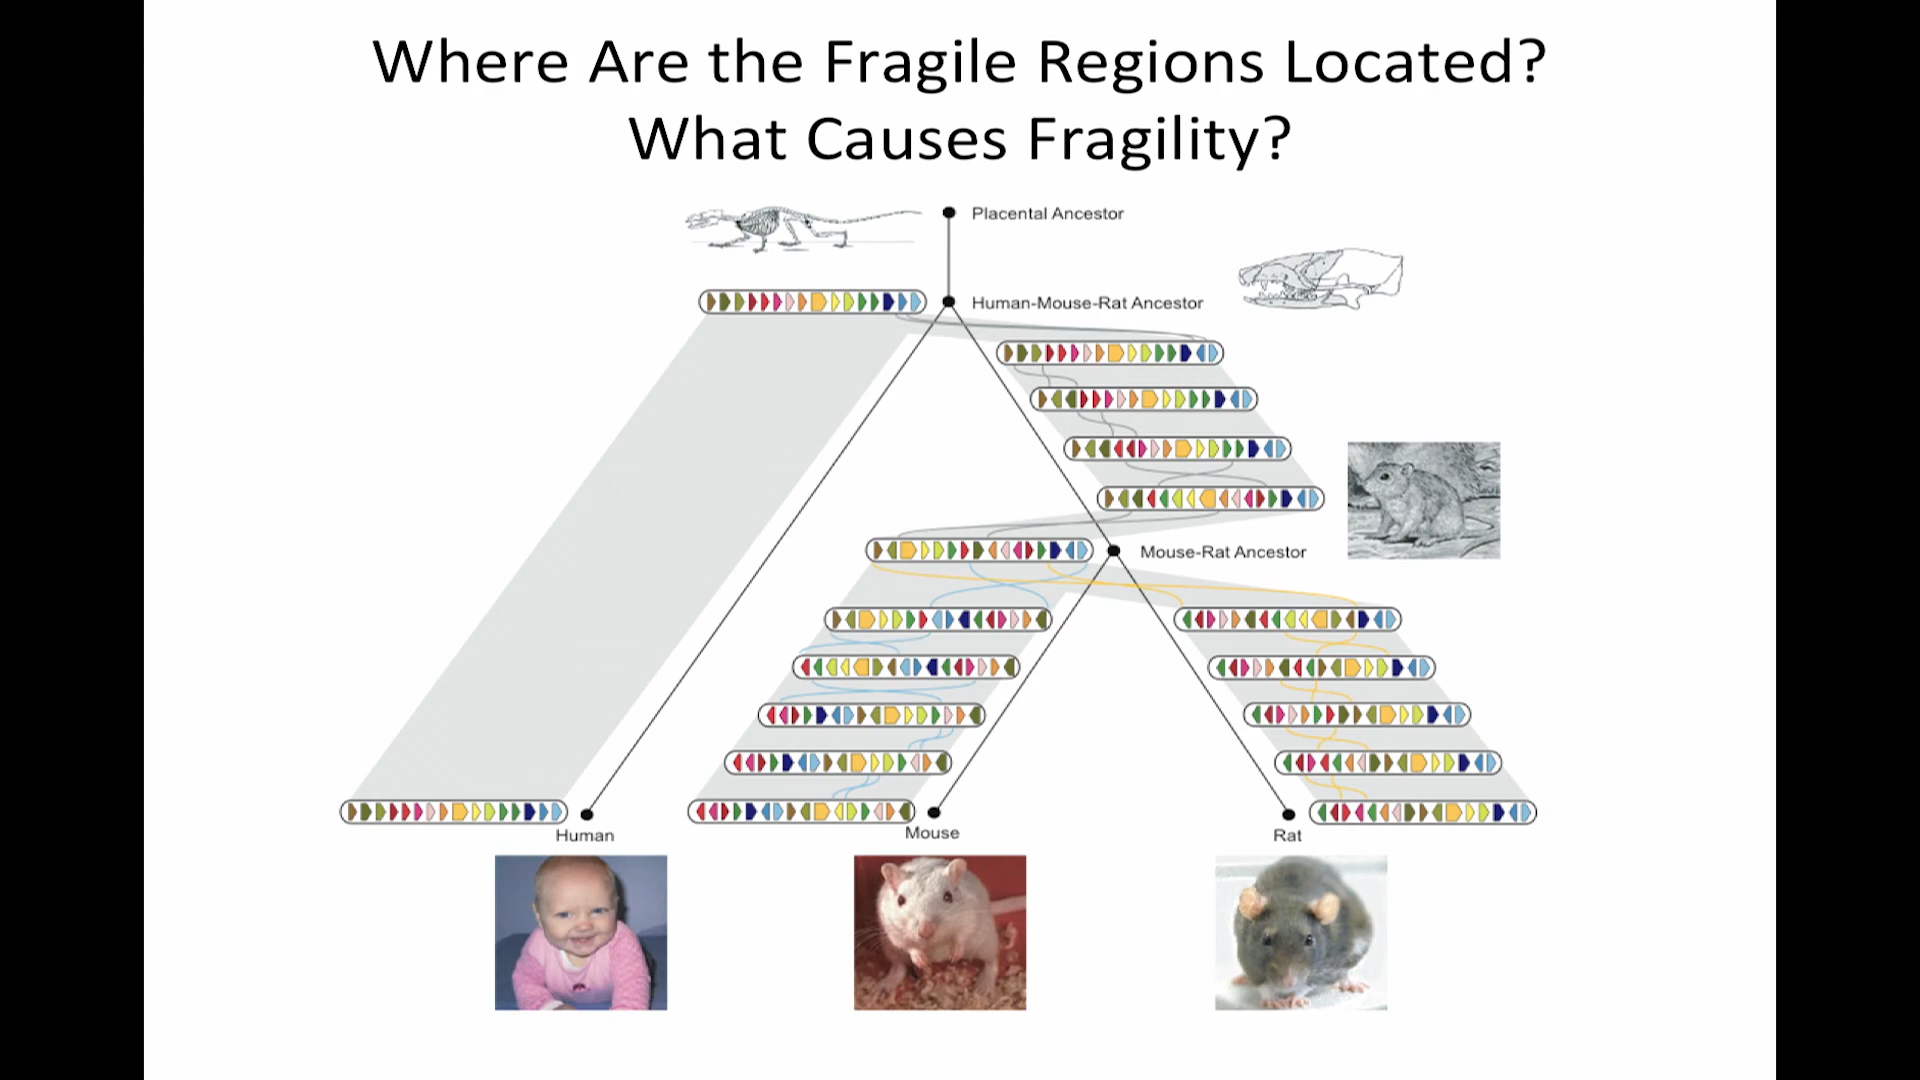 Where Are the Fragile Regions Located?
What Causes Fragility?
Placental Ancestor
Human-Mouse-Rat Ancestor
Mouse-Rat Ancestor
Human
Mouse
Rat